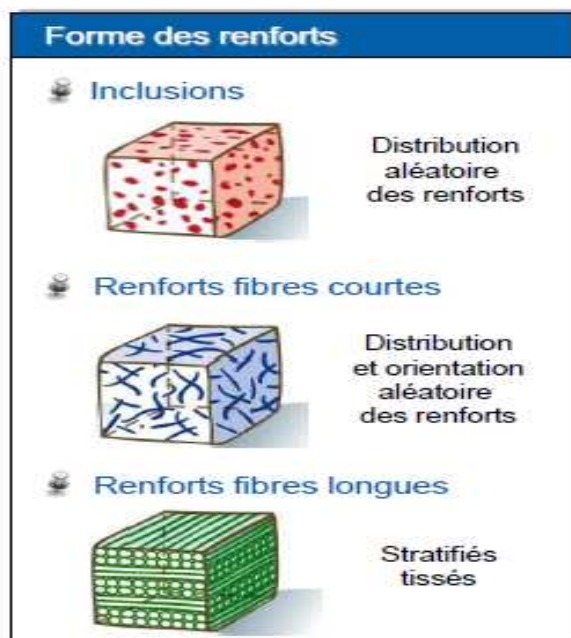 Forme des renforts
Inclusions
Distribution
aléatoire
des renforts
Renforts fibres courtes
Distribution
et orientation
aléatoire
des renforts
Renforts fibres longues
Stratifiés
tissés